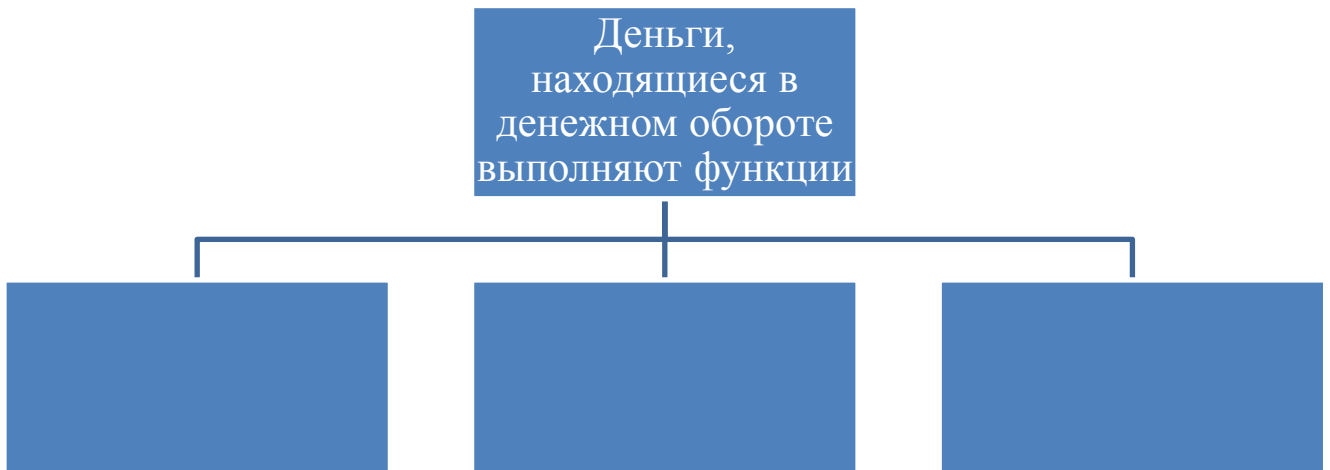 Деньги,
находящиеся в
денежном обороте
выполняют функции